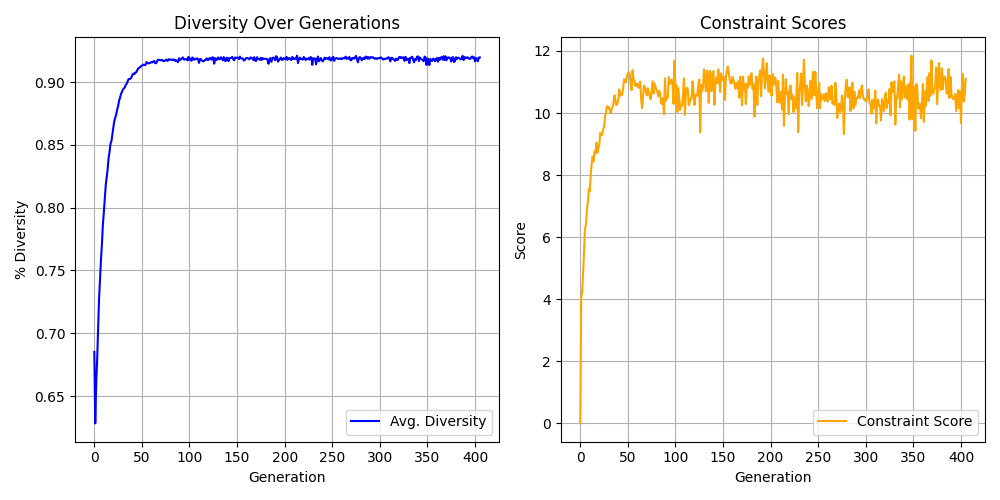 Diversity Over Generations
% Diversity
0.90
0.85
0.80
0.75
0.70
0.65
0 50 100 150 200 250 300 350 400
Generation
Avg. Diversity
Constraint Scores
Score
12
10
8
6
4
2
0
0 50 100 150 200 250 300 350 400
Generation
Constraint Score